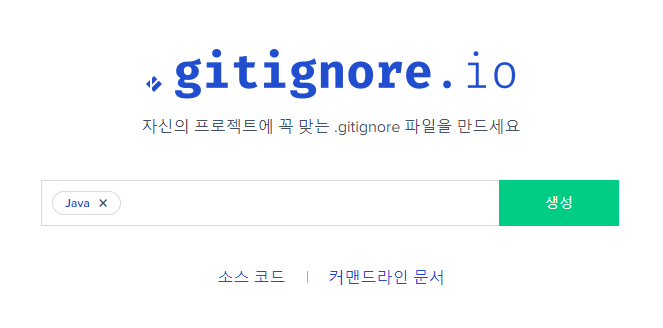 .gitignore.io
자신의 프로젝트에 꼭 맞는 .gitignore 파일을 만드세요
Java × 생성
소스 코드 | 커맨드라인 문서